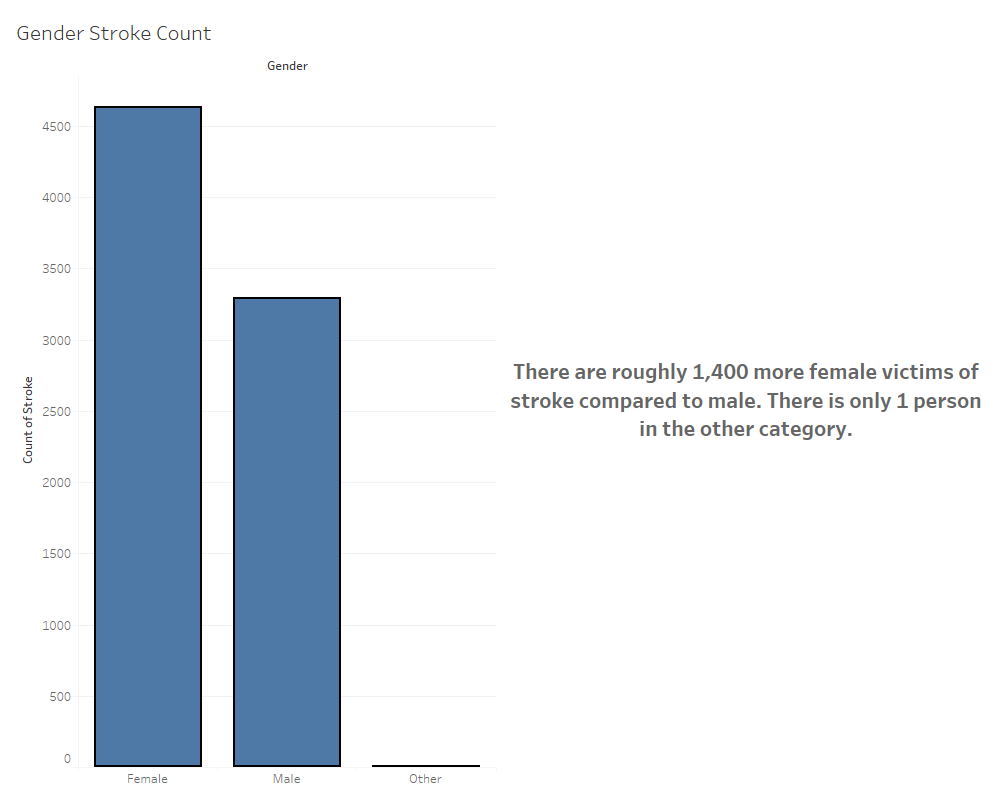 Gender Stroke Count
Gender
4500
4000
3500
3000
2500
2000
1500
1000
500
0
Count of Stroke
Female Male Other
There are roughly 1,400 more female victims of
stroke compared to male. There is only 1 person
in the other category.